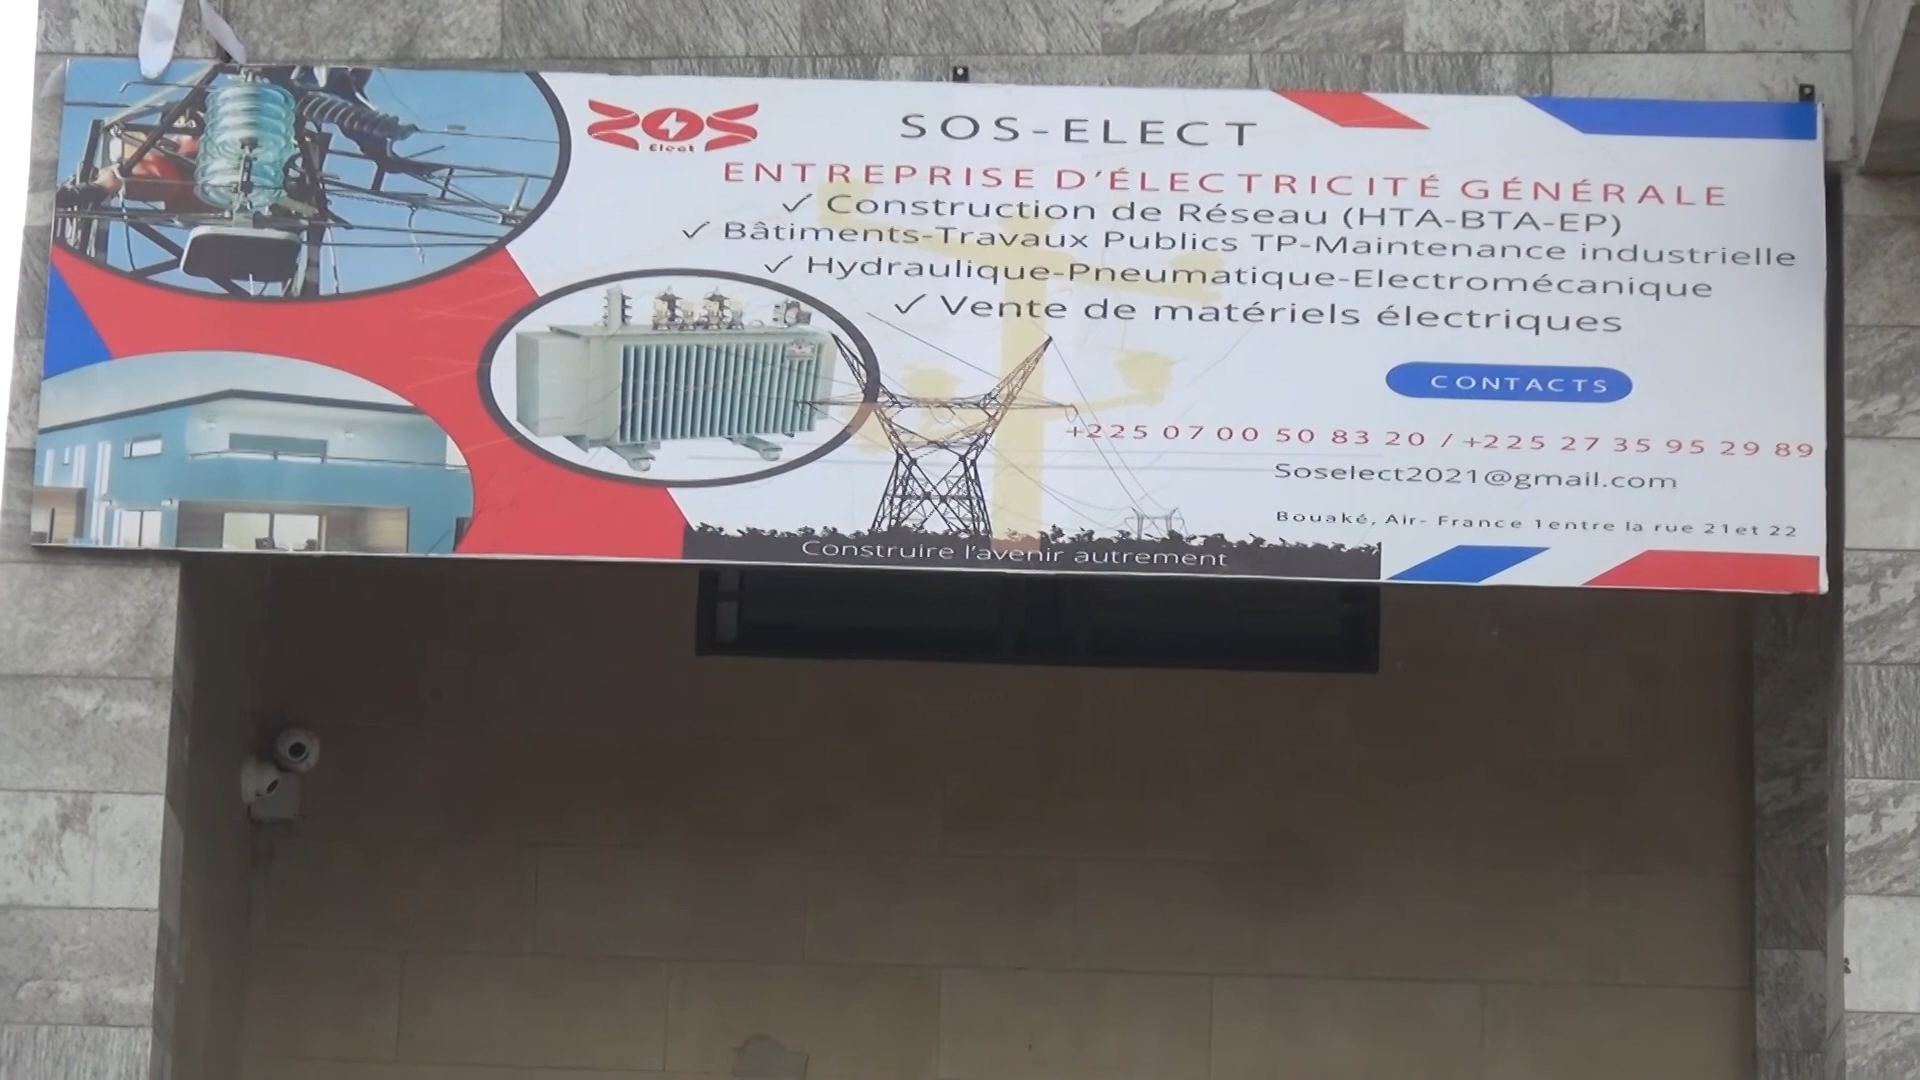 SOS
Elect
SOS-ELECT
ENTREPRISE D'ÉLECTRICITÉ GÉNÉRALE
✓ Construction de Réseau (HTA-BTA-EP)
✓ Bâtiments-Travaux Publics TP-Maintenance industrielle
✓ Hydraulique-Pneumatique-Electromécanique
✓ Vente de matériels électriques
CONTACTS
+225 07 00 50 83 20 / +225 27 35 95 29 89
Soselect2021@gmail.com
Bouaké, Air- France 1entre la rue 21et 22
Construire l'avenir autrement